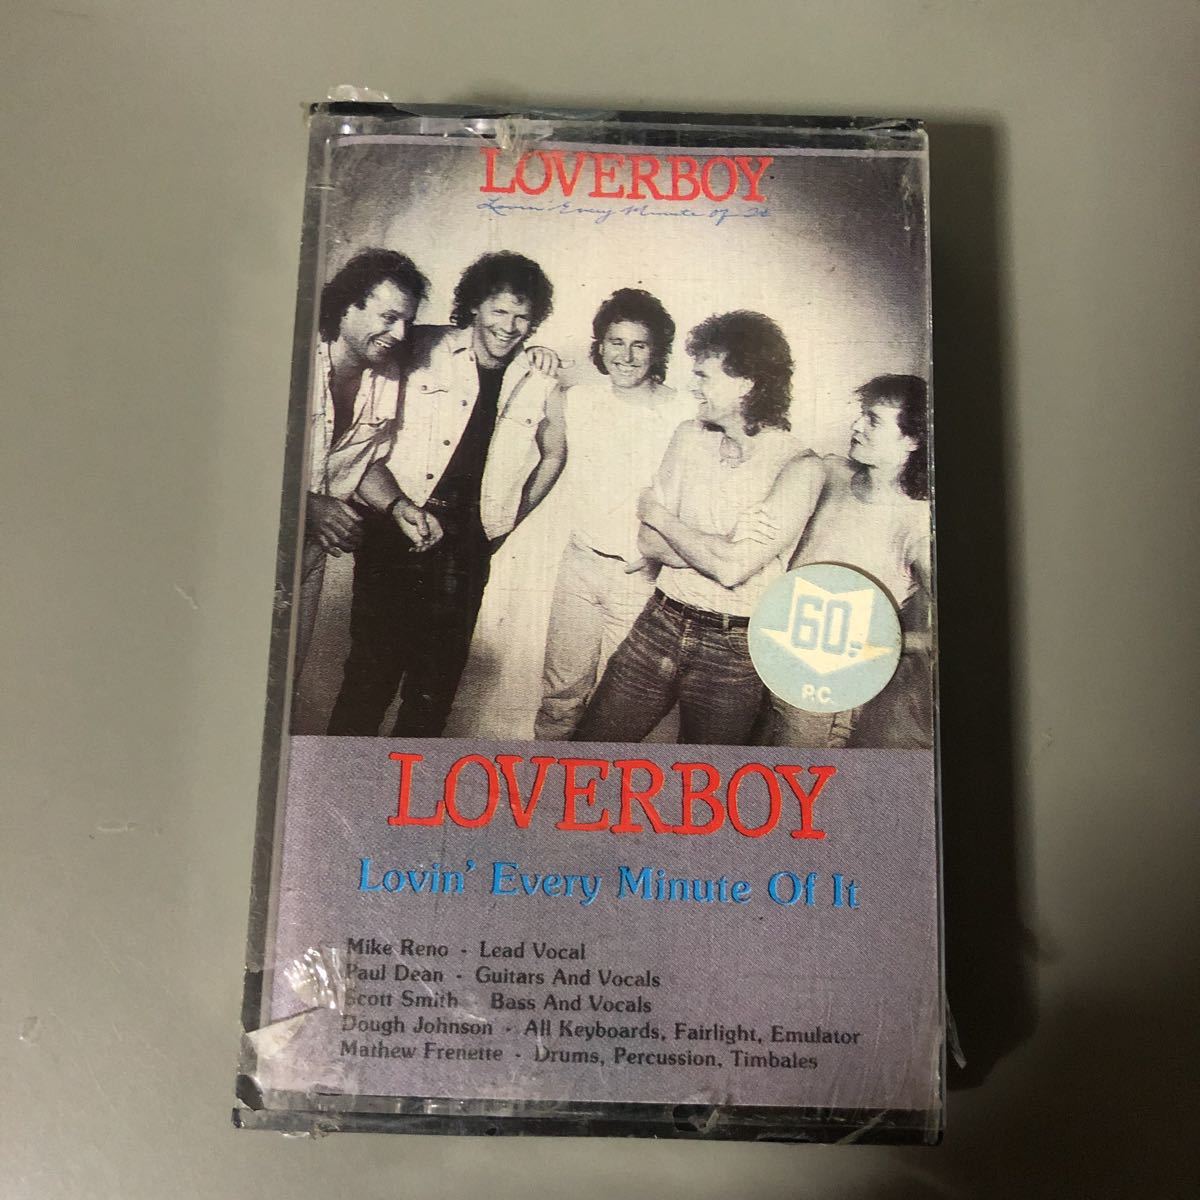 LOVERBOY
Lovin' Every Minute Of It
60.-
P.C.
LOVERBOY
Lovin' Every Minute Of It
Mike Reno - Lead Vocal
Paul Dean - Guitars And Vocals
Scott Smith - Bass And Vocals
Dough Johnson - All Keyboards, Fairlight, Emulator
Mathew Frenette - Drums, Percussion, Timbales